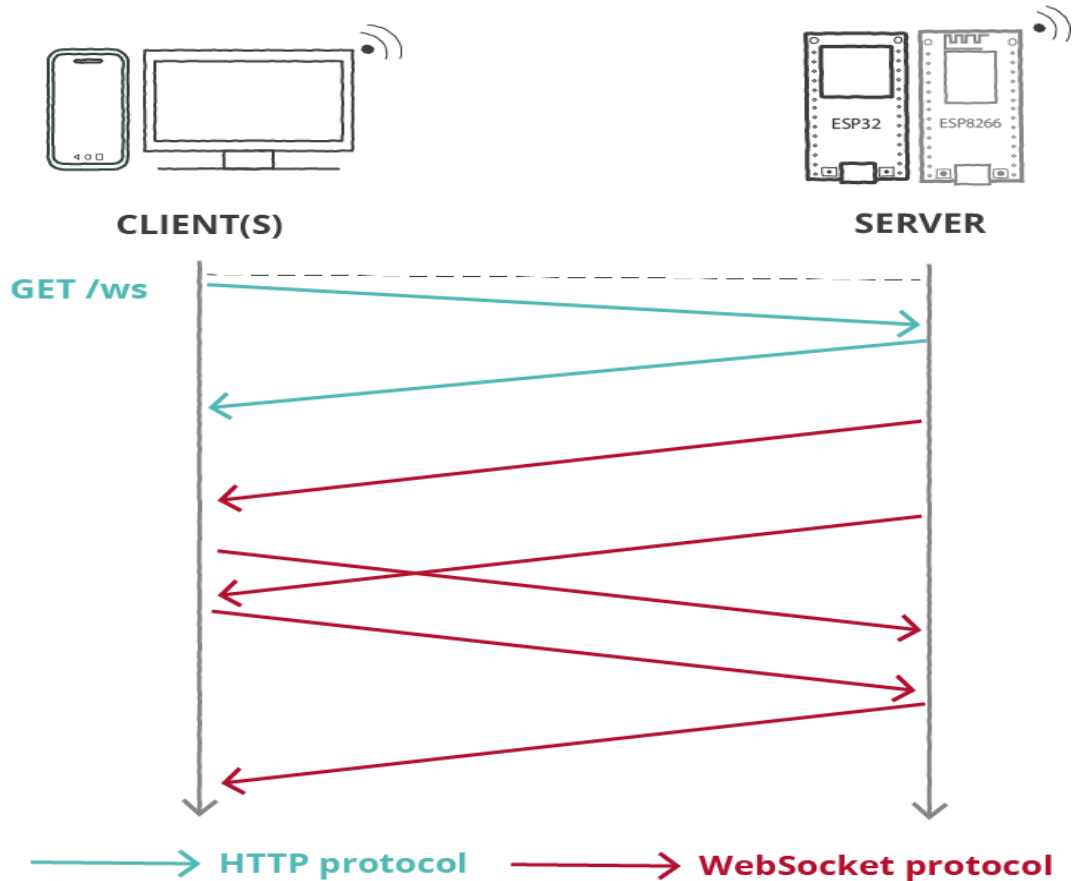 ESP32
ESP8266
CLIENT(S)
SERVER
GET /ws
HTTP protocol
WebSocket protocol